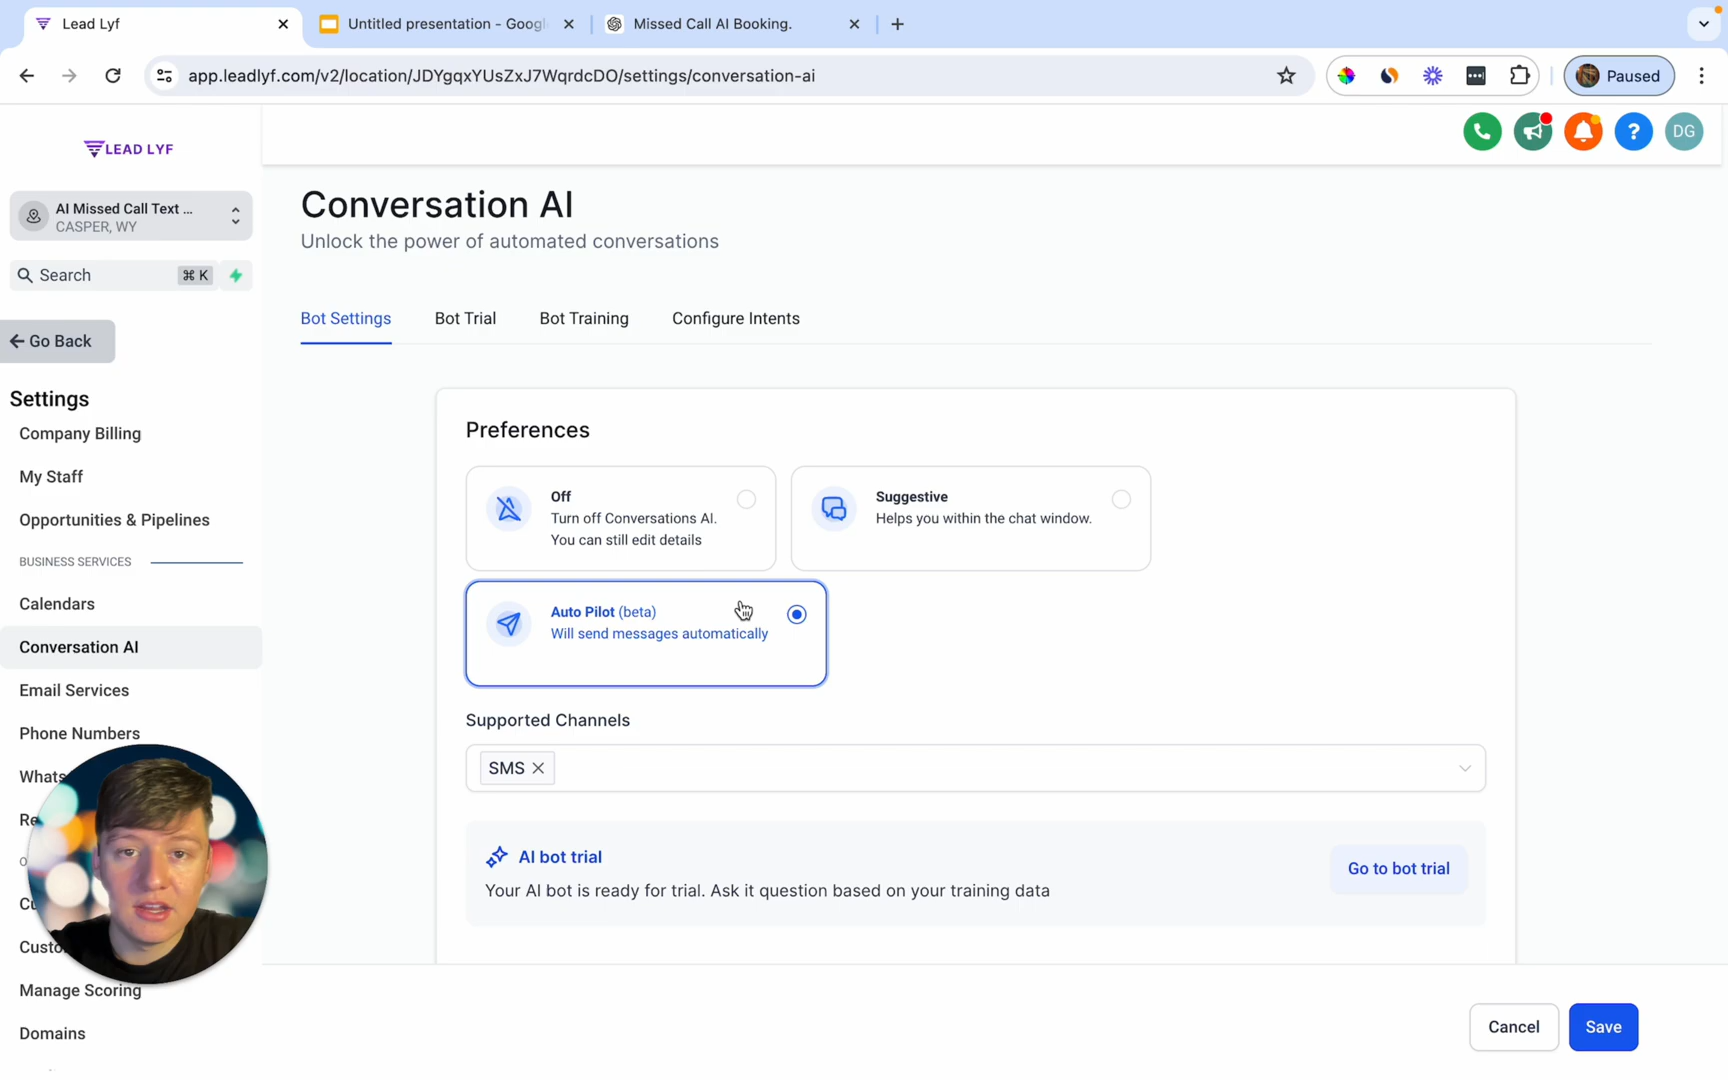 Lead Lyf
Untitled presentation - Googl
Missed Call AI Booking.
app.leadlyf.com/v2/location/JDYgqxYUsZxJ7WqrdcDO/settings/conversation-ai
Paused
LEAD LYF
DG
AI Missed Call Text ...
CASPER, WY
Search
⌘ K
Go Back
Settings
Company Billing
My Staff
Opportunities & Pipelines
BUSINESS SERVICES
Calendars
Conversation AI
Email Services
Phone Numbers
Whats
Re
Cu
Custo
Manage Scoring
Domains
Conversation AI
Unlock the power of automated conversations
Bot Settings
Bot Trial
Bot Training
Configure Intents
Preferences
Off
Turn off Conversations AI.
You can still edit details
Suggestive
Helps you within the chat window.
Auto Pilot (beta)
Will send messages automatically
Supported Channels
SMS
AI bot trial
Your AI bot is ready for trial. Ask it question based on your training data
Go to bot trial
Cancel
Save